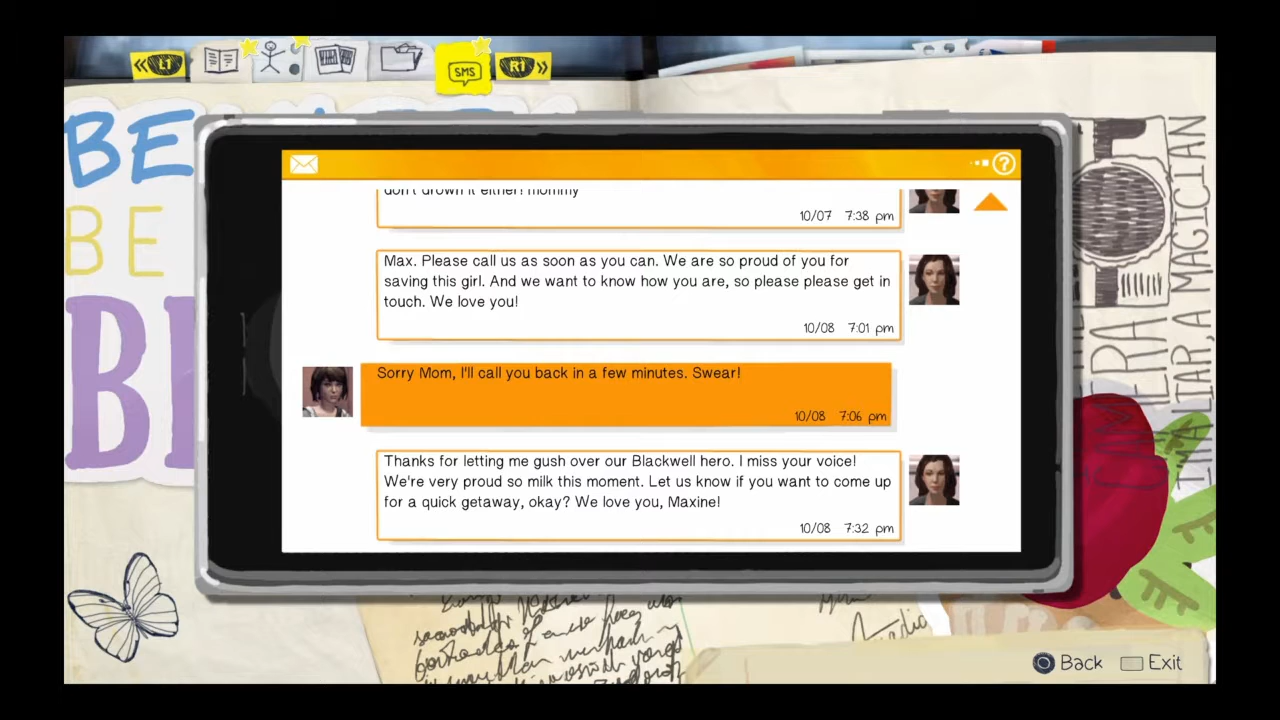 L1
SMS
R1
BE
BE
don't drown it either! mommy
10/07 7:38 pm
Max. Please call us as soon as you can. We are so proud of you for
saving this girl. And we want to know how you are, so please please get in
touch. We love you!
10/08 7:01 pm
Sorry Mom, I'll call you back in a few minutes. Swear!
10/08 7:06 pm
Thanks for letting me gush over our Blackwell hero. I miss your voice!
We're very proud so milk this moment. Let us know if you want to come up
for a quick getaway, okay? We love you, Maxine!
10/08 7:32 pm
LIAR, A MAGICIAN
Back
Exit